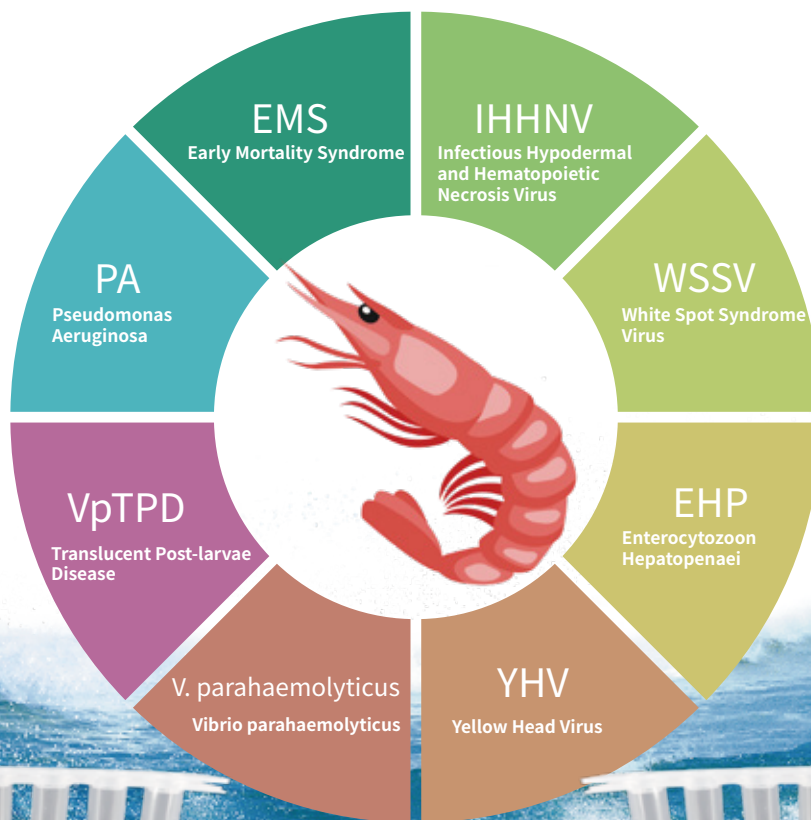 EMS
Early Mortality Syndrome
IHHNV
Infectious Hypodermal
and Hematopoietic
Necrosis Virus
PA
Pseudomonas
Aeruginosa
WSSV
White Spot Syndrome
Virus
VpTPD
Translucent Post-larvae
Disease
EHP
Enterocytozoon
Hepatopenaei
V. parahaemolyticus
Vibrio parahaemolyticus
YHV
Yellow Head Virus